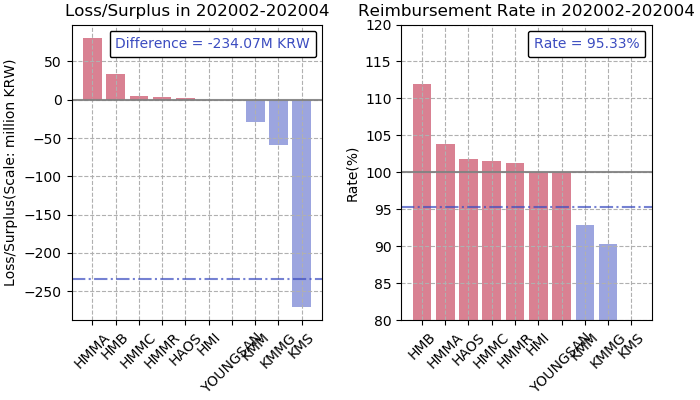 Loss/Surplus in 202002-202004
Difference = -234.07M KRW
Loss/Surplus(Scale: million KRW)
50
0
−50
−100
−150
−200
−250
HMMA
HMB
HMMC
HMMR
HAOS
HMI
YOUNGSAN
KMM
KMMG
KMS
Reimbursement Rate in 202002-202004
Rate = 95.33%
Rate(%)
120
115
110
105
100
95
90
85
80
HMB
HMMA
HAOS
HMMC
HMMR
HMI
YOUNGSAN
KMM
KMMG
KMS